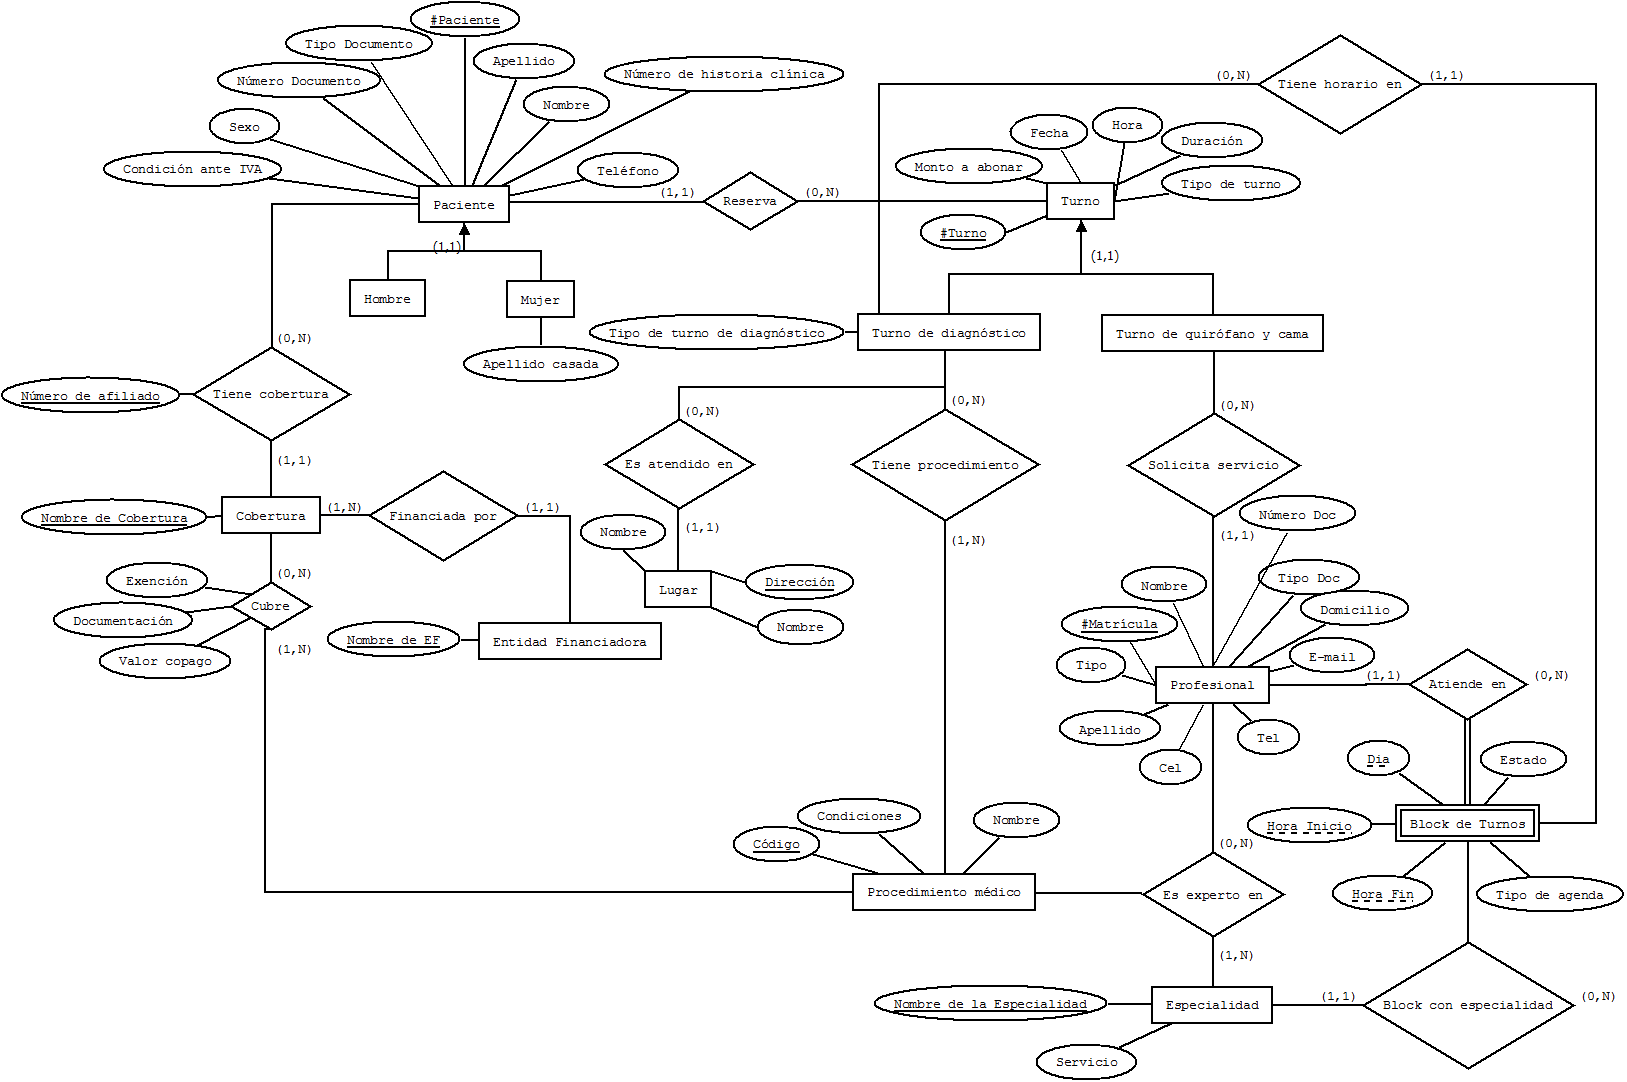 #Paciente
Tipo Documento
Apellido
Número Documento
Número de historia clínica
Nombre
Sexo
Condición ante IVA
Teléfono
Paciente
(1,1)
Reserva
(0,N)
(0,N)
Tiene horario en
(1,1)
Fecha
Hora
Duración
Monto a abonar
Tipo de turno
Turno
#Turno
(1,1)
(1,1)
Hombre
Mujer
Apellido casada
Tipo de turno de diagnóstico
Turno de diagnóstico
Turno de quirófano y cama
(0,N)
Número de afiliado
Tiene cobertura
(1,1)
(0,N)
Es atendido en
(1,1)
(0,N)
Tiene procedimiento
(1,N)
(0,N)
Solicita servicio
(1,1)
Nombre de Cobertura
Cobertura
(1,N)
Financiada por
(1,1)
Nombre
Lugar
Dirección
Nombre
(0,N)
Exención
Cubre
Documentación
Valor copago
(1,N)
Nombre de EF
Entidad Financiadora
Número Doc
Nombre
Tipo Doc
Domicilio
#Matrícula
E-mail
Tipo
Profesional
(1,1)
Atiende en
(0,N)
Apellido
Cel
Tel
Dia
Estado
Hora Inicio
Block de Turnos
Hora Fin
Tipo de agenda
Condiciones
Nombre
Código
Procedimiento médico
(0,N)
Es experto en
(1,N)
Nombre de la Especialidad
Especialidad
(1,1)
Block con especialidad
(0,N)
Servicio